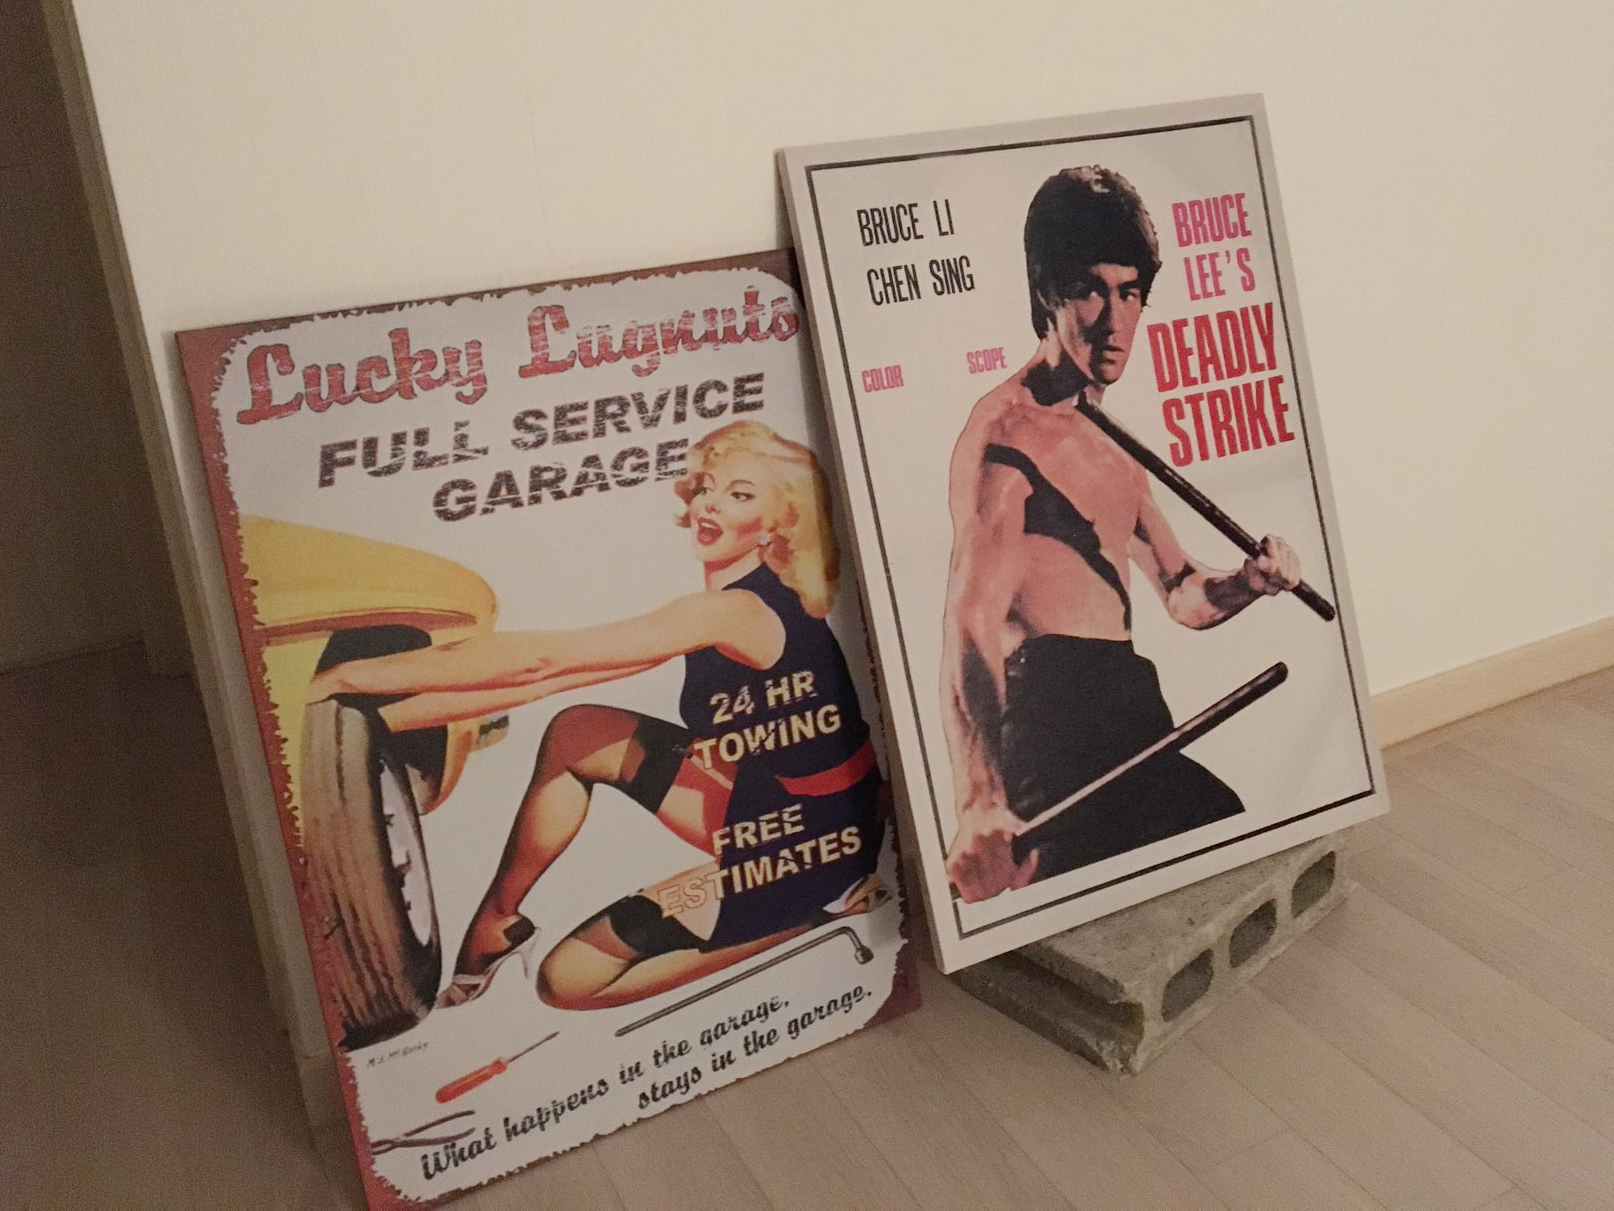 Lucky Lugnuts
FULL SERVICE
GARAGE
24 HR
TOWING
FREE
ESTIMATES
What happens in the garage,
stays in the garage.
BRUCE LI
CHEN SING
COLOR
SCOPE
BRUCE
LEE'S
DEADLY
STRIKE